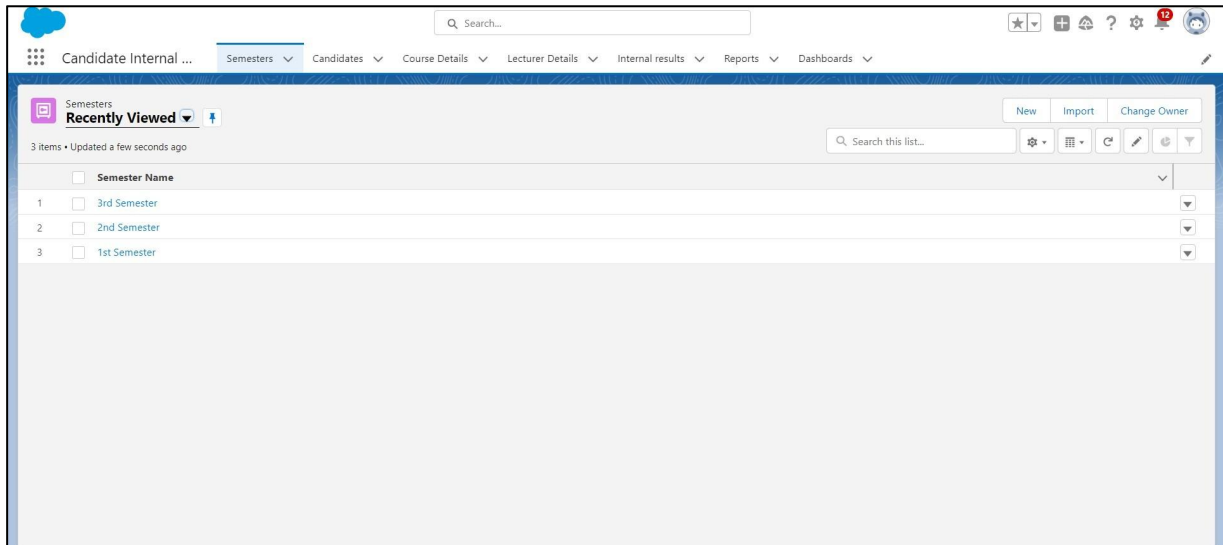 Search...
12
Candidate Internal ...
Semesters
Candidates
Course Details
Lecturer Details
Internal results
Reports
Dashboards
Semesters
Recently Viewed
New
Import
Change Owner
3 items • Updated a few seconds ago
Search this list...
Semester Name
1 3rd Semester
2 2nd Semester
3 1st Semester